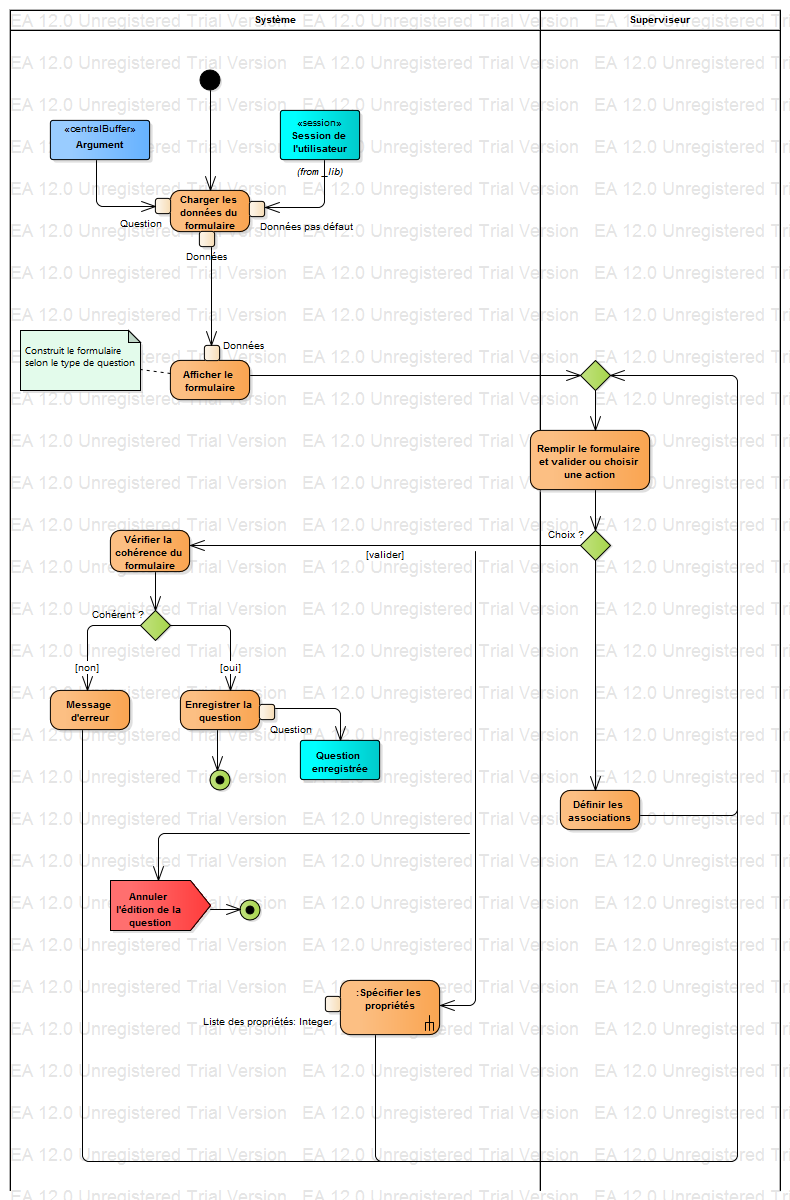 Système
Superviseur
«centralBuffer»
Argument
«session»
Session de
l'utilisateur
(from _lib)
Charger les
données du
formulaire
Question
Données pas défaut
Données
Données
Construit le formulaire
selon le type de question
Afficher le
formulaire
Remplir le formulaire
et valider ou choisir
une action
Choix ?
[valider]
Vérifier la
cohérence du
formulaire
Cohérent ?
[non]
[oui]
Message
d'erreur
Enregistrer la
question
Question
Question
enregistrée
Définir les
associations
Annuler
l'édition de la
question
:Spécifier les
propriétés
Liste des propriétés: Integer
EA 12.0 Unregistered Trial Version